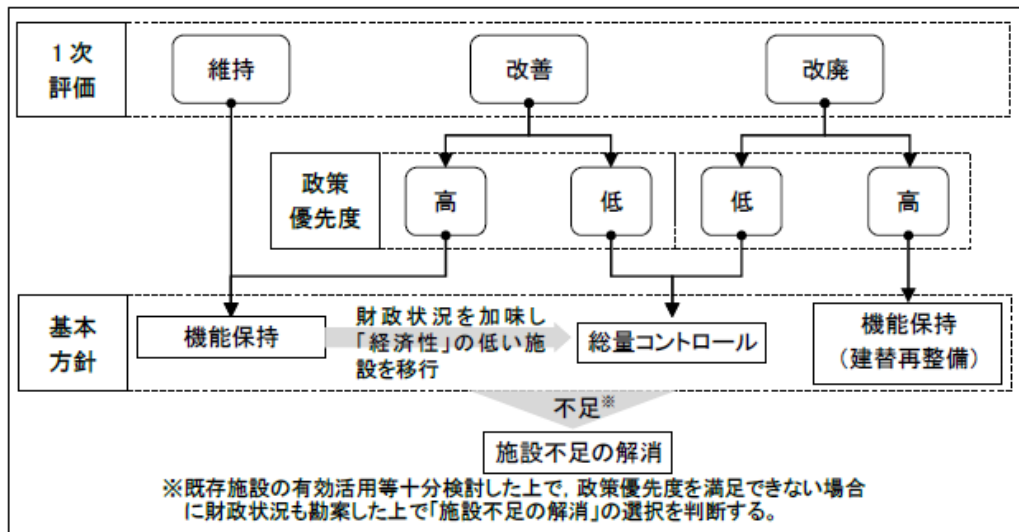 1次
評価
維持
改善
改廃
政策
優先度
高
低
低
高
基本
方針
機能保持
財政状況を加味し
「経済性」の低い施
設を移行
総量コントロール
機能保持
（建替再整備）
不足※
施設不足の解消
※既存施設の有効活用等十分検討した上で，政策優先度を満足できない場合
に財政状況も勘案した上で「施設不足の解消」の選択を判断する。